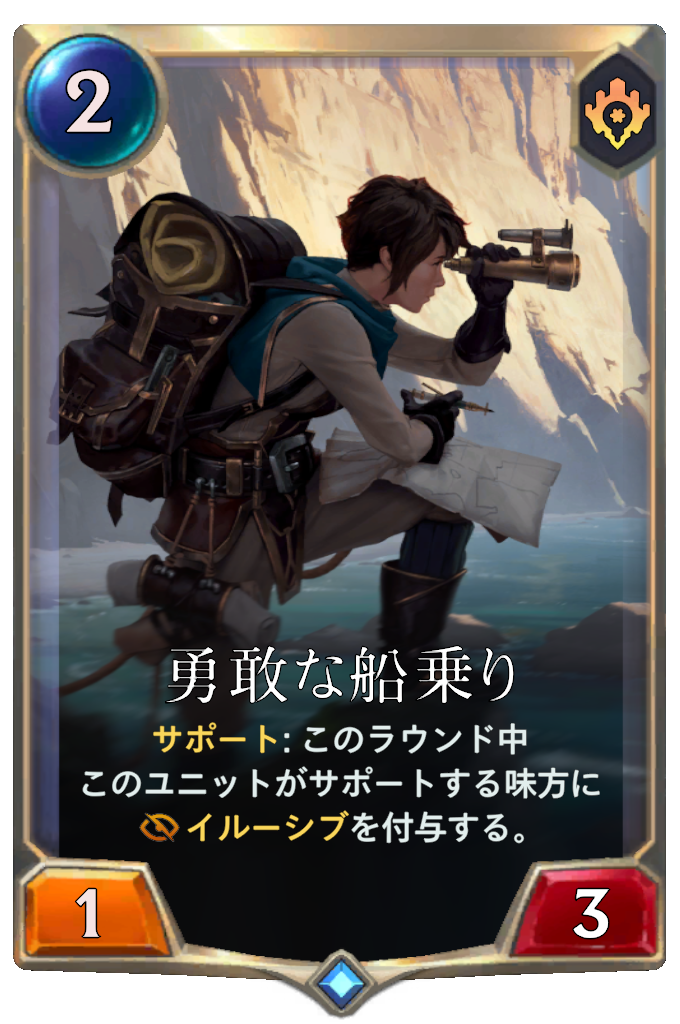 2
勇敢な船乗り
サポート: このラウンド中
このユニットがサポートする味方に
イルーシブを付与する。
1
3